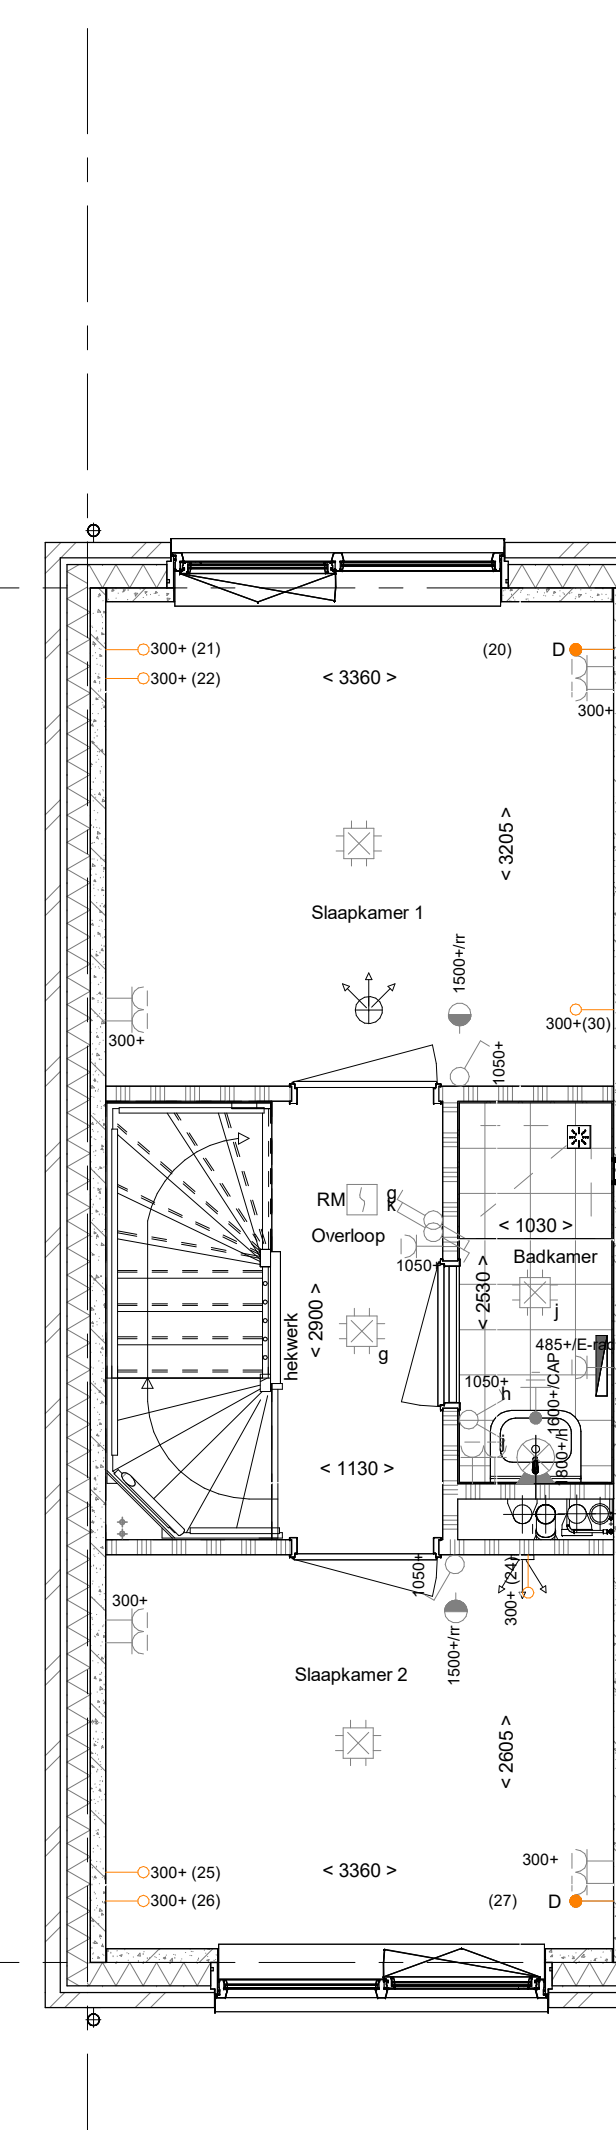 300+ (21)
(20) D
300+ (22)
< 3360 >
300+
< 3205 >
Slaapkamer 1
1500+/rr
300+
300+(30)
1050+
RM
g
k
Overloop
< 1030 >
1050+
Badkamer
< 2530 >
j
hekwerk
< 2900 >
g
485+/E-rad
1050+
h
1600+/CAP
j
1800+/h
< 1130 >
1050+
300+ (24)
300+
1500+/rr
Slaapkamer 2
< 2605 >
300+
300+ (25)
< 3360 >
300+ (26)
(27) D